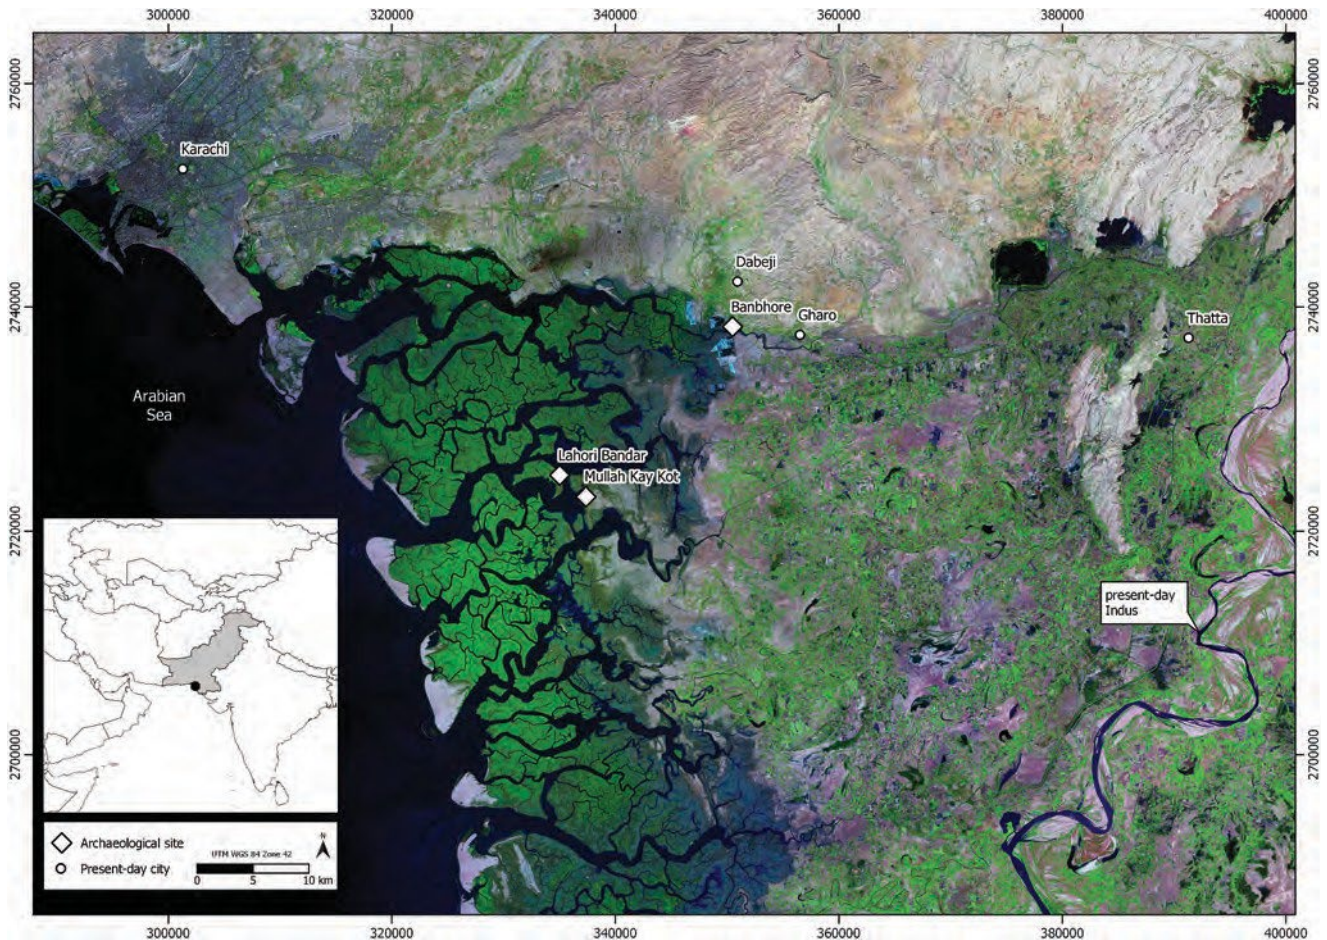 300000 320000 340000 360000 380000 400000
2760000 2760000
Karachi
Dabeji
2740000 Banbhore 2740000
Gharo
Thatta
Arabian
Sea
Lahori Bandar
Mullah Kay Kot
2720000 2720000
present-day
Indus
2700000 2700000
Archaeological site
Present-day city
UTM WGS 84 Zone 42
N
0 5 10 km
300000 320000 340000 360000 380000 400000